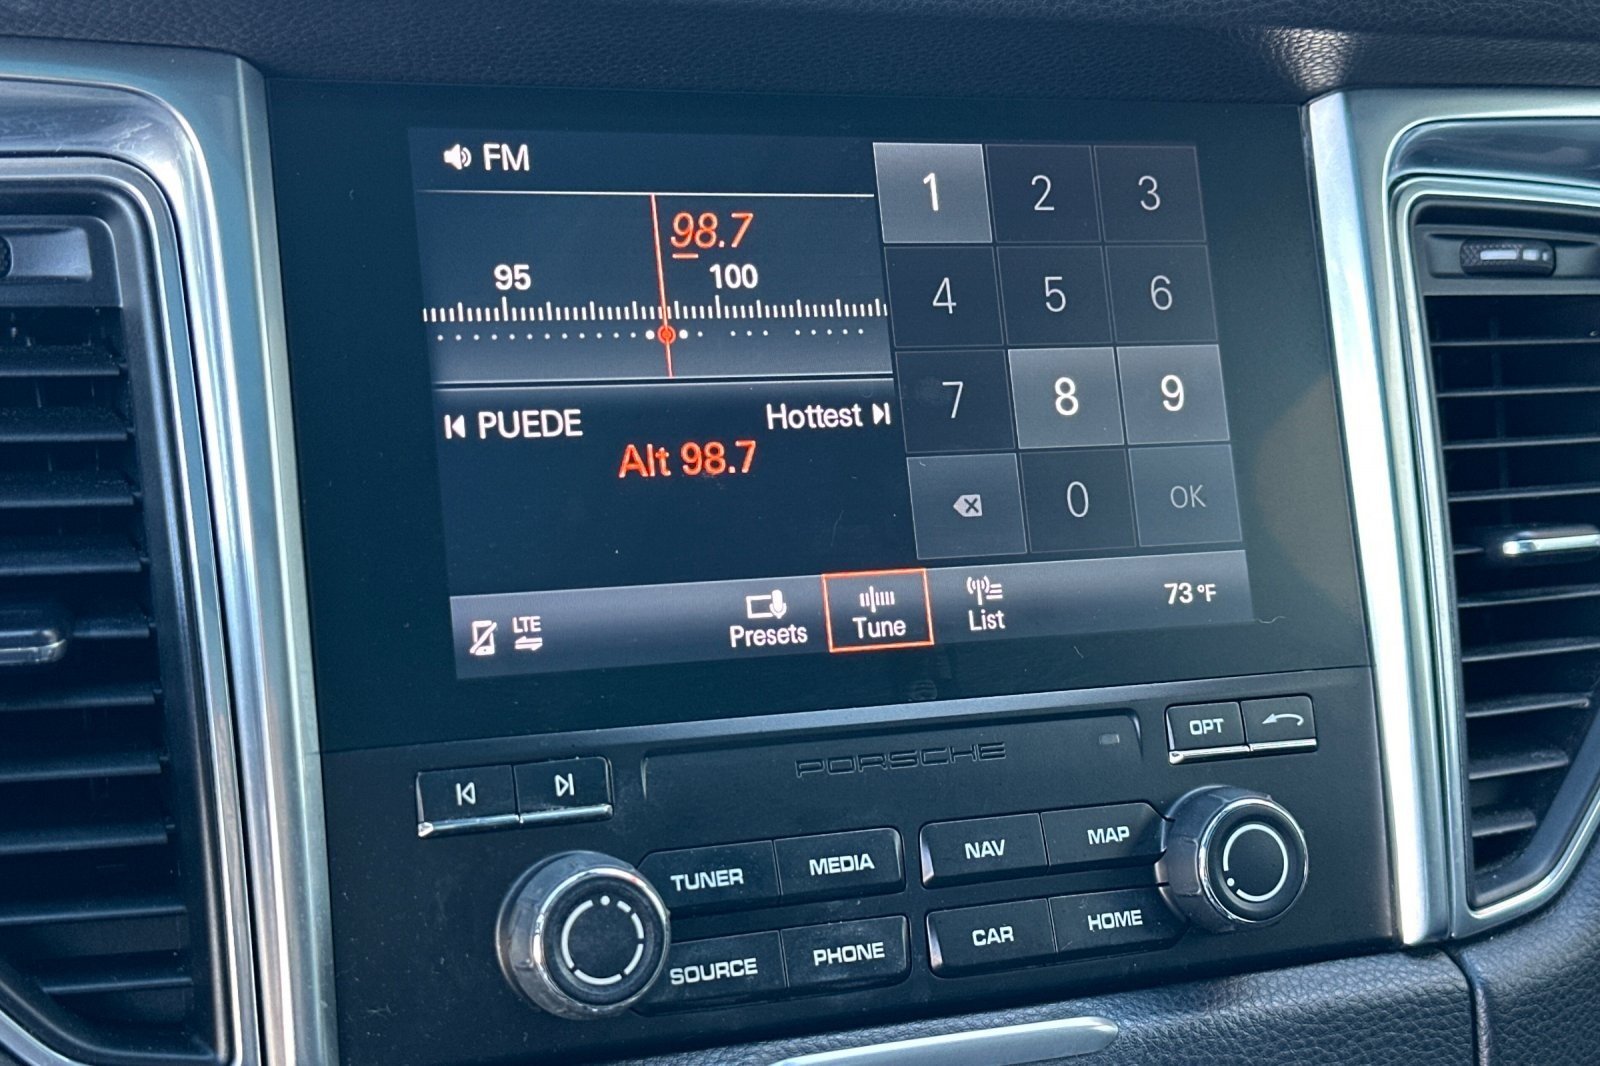 FM
98.7
95 100
PUEDE Hottest
Alt 98.7
1 2 3
4 5 6
7 8 9
0 OK
LTE
Presets Tune List 73 °F
PORSCHE
OPT
TUNER MEDIA NAV MAP
SOURCE PHONE CAR HOME